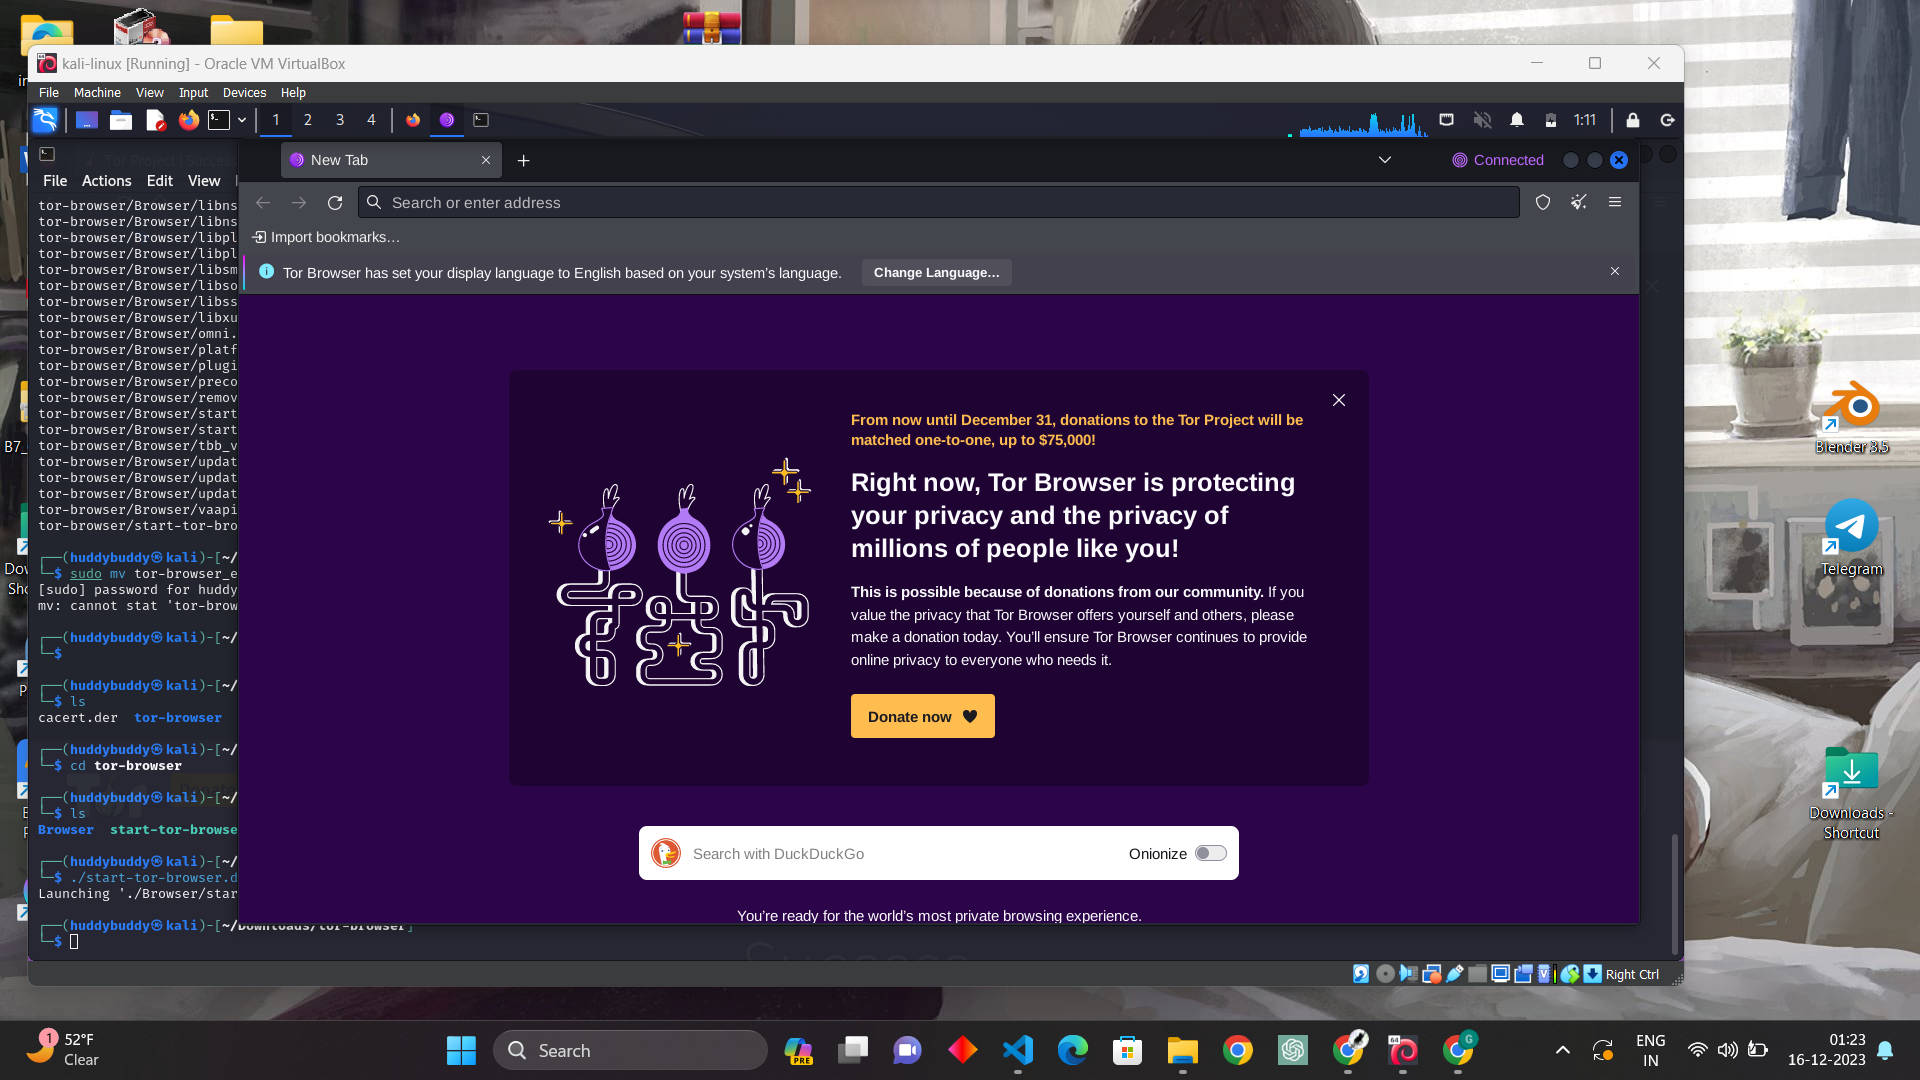 kali-linux [Running] - Oracle VM VirtualBox
File Machine View Input Devices Help
1 2 3 4
1:11
New Tab
Connected
File Actions Edit View
Search or enter address
Import bookmarks…
Tor Browser has set your display language to English based on your system's language.
Change Language…
tor-browser/Browser/libns
tor-browser/Browser/libns
tor-browser/Browser/libpl
tor-browser/Browser/libpl
tor-browser/Browser/libsm
tor-browser/Browser/libso
tor-browser/Browser/libss
tor-browser/Browser/libxu
tor-browser/Browser/omni.
tor-browser/Browser/platf
tor-browser/Browser/plugi
tor-browser/Browser/preco
tor-browser/Browser/remov
tor-browser/Browser/start
tor-browser/Browser/start
tor-browser/Browser/tbb_v
tor-browser/Browser/updat
tor-browser/Browser/updat
tor-browser/Browser/updat
tor-browser/Browser/vaapi
tor-browser/start-tor-bro
(huddybuddy㉿kali)-[~/
$ sudo mv tor-browser_e
[sudo] password for huddy
mv: cannot stat 'tor-brow
(huddybuddy㉿kali)-[~/
$
(huddybuddy㉿kali)-[~/
$ ls
cacert.der tor-browser
(huddybuddy㉿kali)-[~/
$ cd tor-browser
(huddybuddy㉿kali)-[~/
$ ls
Browser start-tor-browse
(huddybuddy㉿kali)-[~/
$ ./start-tor-browser.d
Launching './Browser/star
(huddybuddy㉿kali)-[~/Downloads/tor-browser]
$
From now until December 31, donations to the Tor Project will be
matched one-to-one, up to $75,000!
Right now, Tor Browser is protecting
your privacy and the privacy of
millions of people like you!
This is possible because of donations from our community. If you
value the privacy that Tor Browser offers yourself and others, please
make a donation today. You'll ensure Tor Browser continues to provide
online privacy to everyone who needs it.
Donate now
Search with DuckDuckGo
Onionize
You're ready for the world's most private browsing experience.
Success
Right Ctrl
B7_
Blender 3.5
Telegram
Downloads -
Shortcut
1
52°F
Clear
Search
PRE
64
G
ENG
IN
01:23
16-12-2023